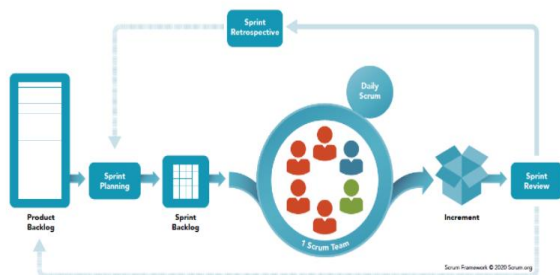 Sprint
Retrospective
Daily
Scrum
Sprint
Planning
Sprint
Review
Product
Backlog
Sprint
Backlog
1 Scrum Team
Increment
Scrum Framework © 2020 Scrum.org